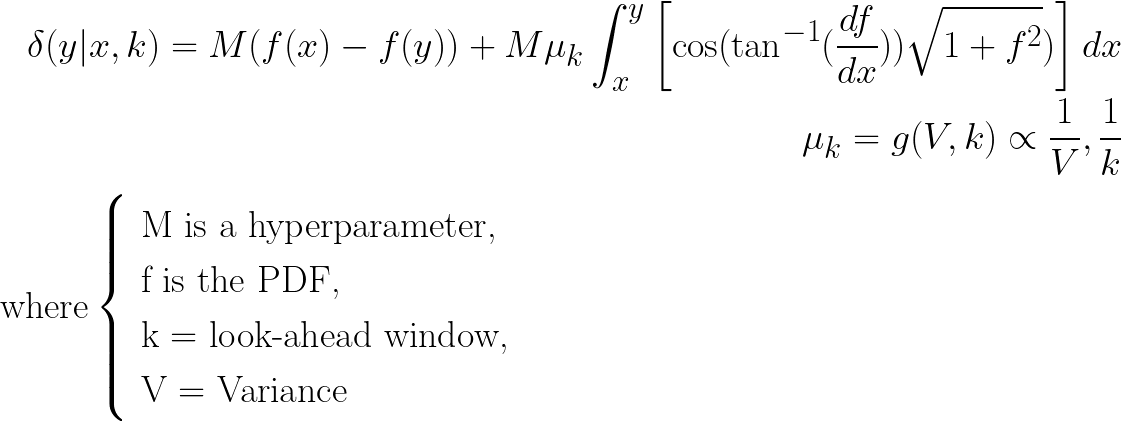 δ(y|x, k) = M(f(x) − f(y)) + Mμ_k ∫_x^y [cos(tan⁻¹(df/dx))√(1 + f²))] dx
μ_k = g(V, k) ∝ 1/V, 1/k
where { M is a hyperparameter,
f is the PDF,
k = look-ahead window,
V = Variance